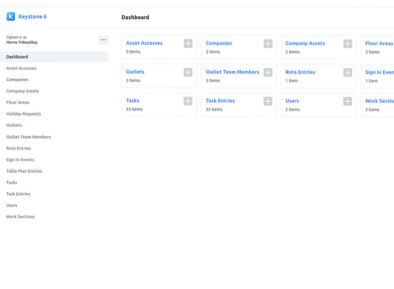 Keystone 6
Dashboard
Signed in as
Dashboard
Asset Accesses
Companies
Company Assets
Floor Areas
Holiday Requests
Outlets
Outlet Team Members
Rota Entries
Sign In Events
Table Plan Entries
Tasks
Task Entries
Users
Work Sections
Asset Accesses
0 items
Companies
3 items
Company Assets
2 items
Floor Areas
3 items
Outlets
3 items
Outlet Team Members
3 items
Rota Entries
1 item
Sign In Even
1 item
Tasks
33 items
Task Entries
33 items
Users
2 items
Work Sectio
3 items